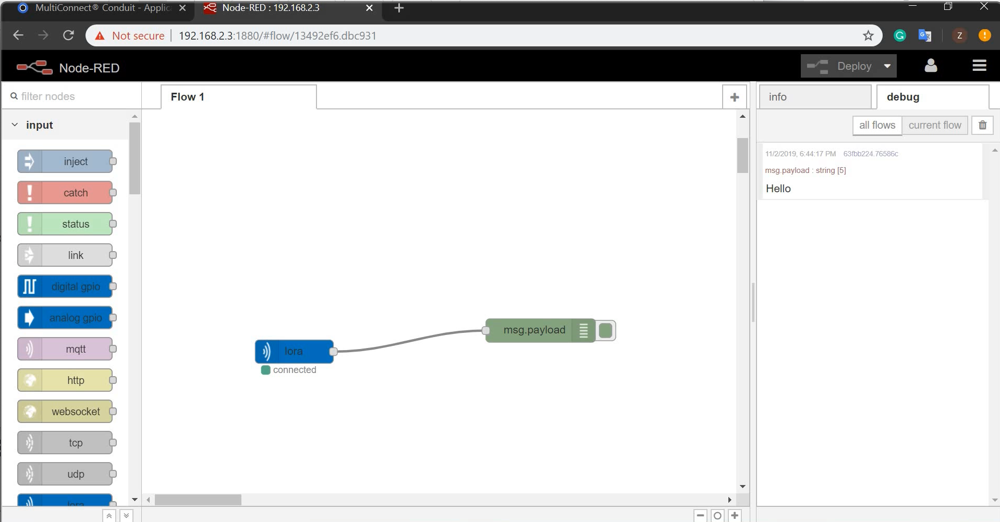 MultiConnect® Conduit - Applic
Node-RED : 192.168.2.3
Not secure
192.168.2.3:1880/#flow/13492ef6.dbc931
Z
Node-RED
Deploy
filter nodes
Flow 1
info
debug
input
all flows
current flow
inject
catch
status
link
digital gpio
analog gpio
mqtt
http
websocket
tcp
udp
lora
lora
connected
msg.payload
11/2/2019, 6:44:17 PM 63fbb224.76586c
msg.payload : string [5]
Hello